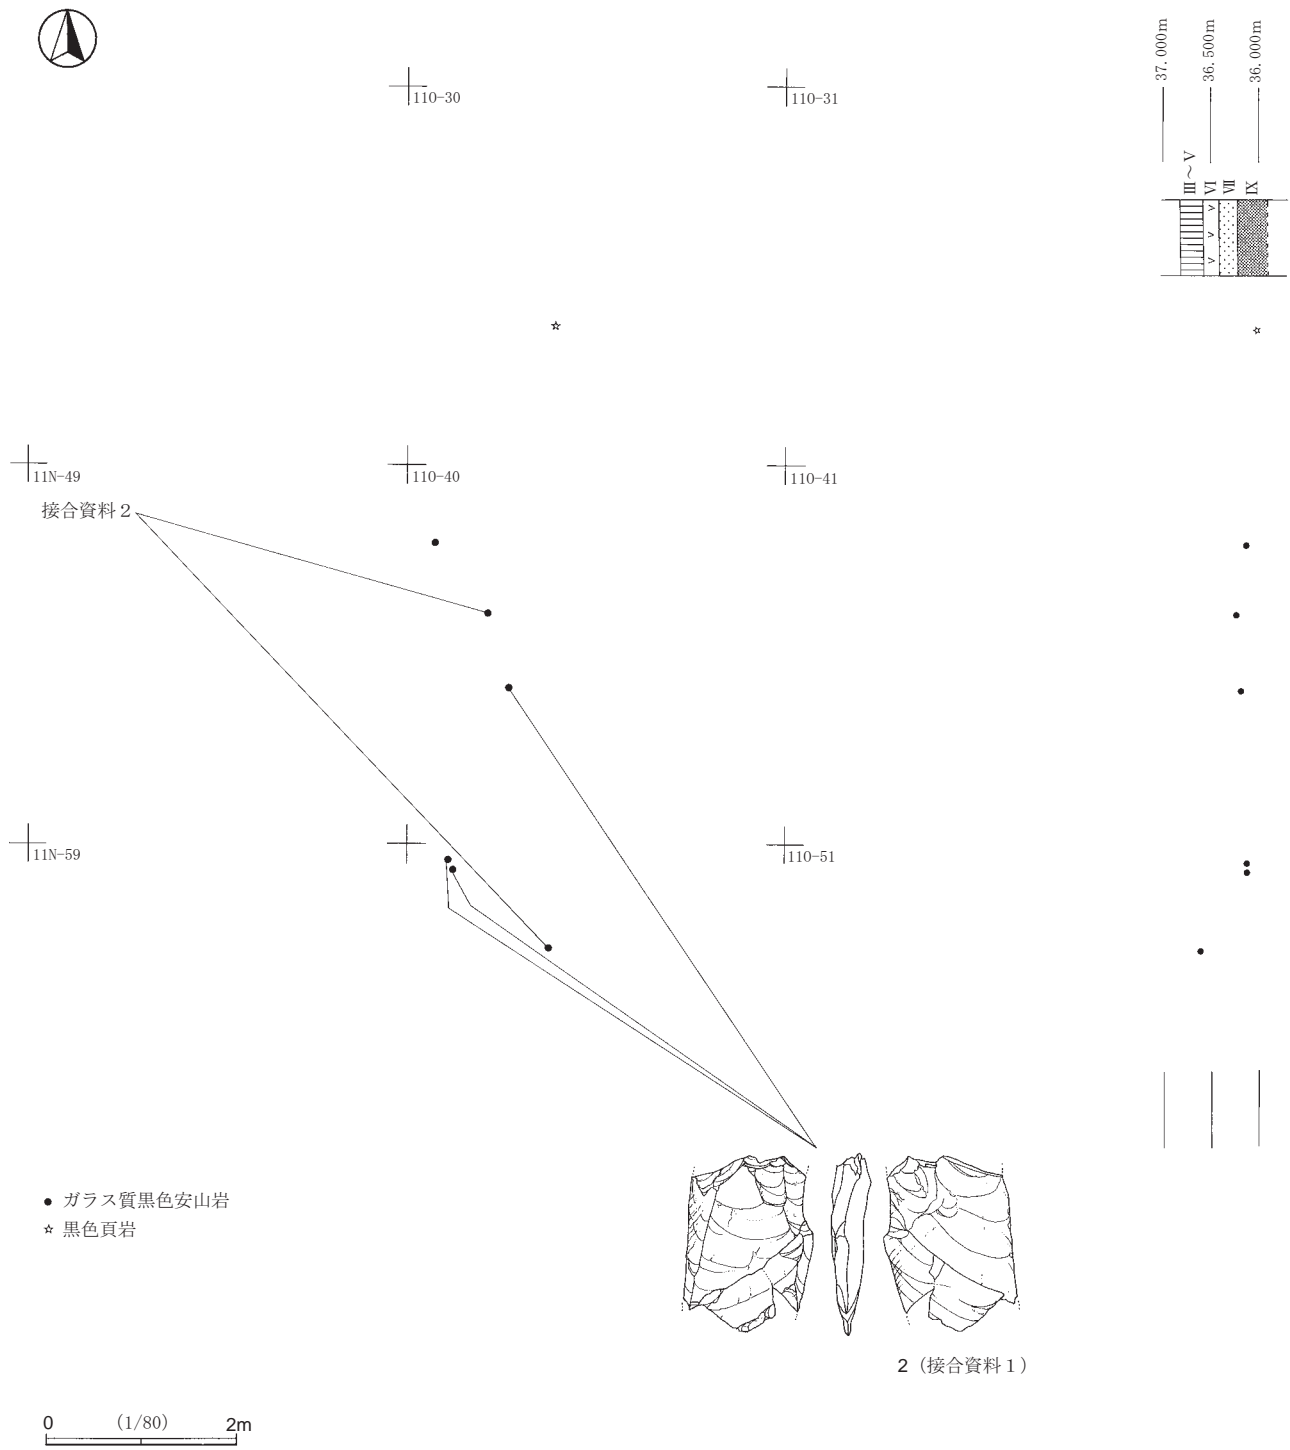 110-30
110-31
37.000m
36.500m
36.000m
Ⅲ～Ⅴ
Ⅵ
Ⅶ
Ⅸ
11N-49
110-40
110-41
接合資料２
11N-59
110-51
ガラス質黒色安山岩
黒色頁岩
2（接合資料１）
0 (1/80) 2m